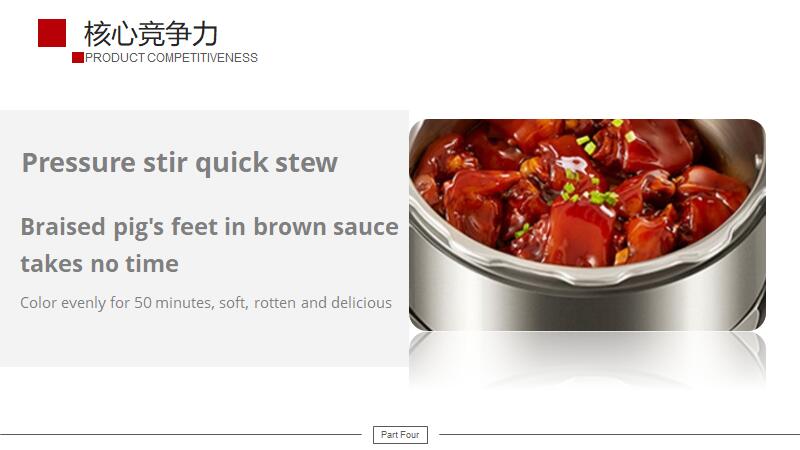 核心竞争力
PRODUCT COMPETITIVENESS
Pressure stir quick stew
Braised pig's feet in brown sauce
takes no time
Color evenly for 50 minutes, soft, rotten and delicious
Part Four